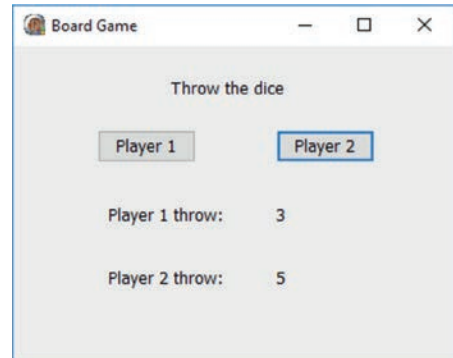 Board Game
Throw the dice
Player 1 Player 2
Player 1 throw: 3
Player 2 throw: 5